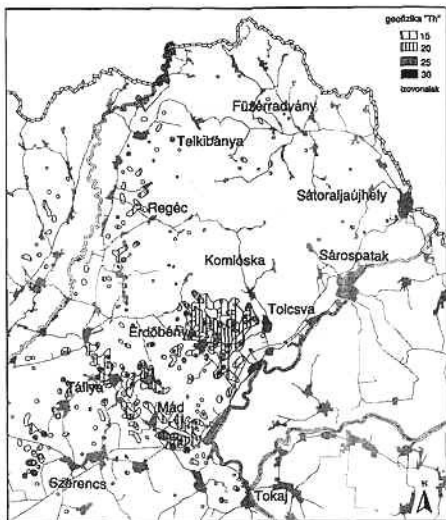 geofizika "Th"
15
20
25
30
izovonalak
Füzérradvány
Telkibánya
Sátoraljaújhely
Regéc
Komlóska
Sárospatak
Tolcsva
Erdőbénye
Tállya
Mád
Szerencs
Tokaj